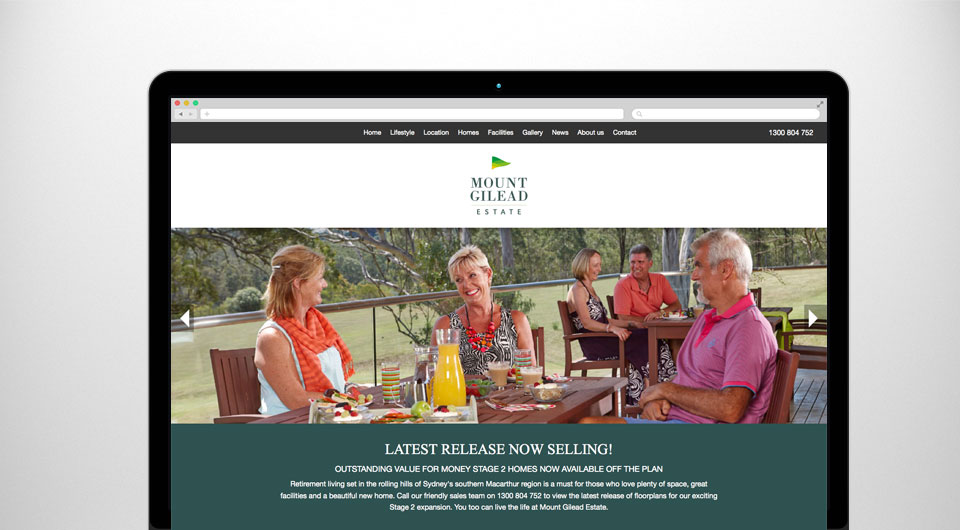 Home Lifestyle Location Homes Facilities Gallery News About us Contact 1300 804 752
MOUNT
GILEAD
ESTATE
LATEST RELEASE NOW SELLING!
OUTSTANDING VALUE FOR MONEY STAGE 2 HOMES NOW AVAILABLE OFF THE PLAN
Retirement living set in the rolling hills of Sydney's southern Macarthur region is a must for those who love plenty of space, great
facilities and a beautiful new home. Call our friendly sales team on 1300 804 752 to view the latest release of floorplans for our exciting
Stage 2 expansion. You too can live the life at Mount Gilead Estate.